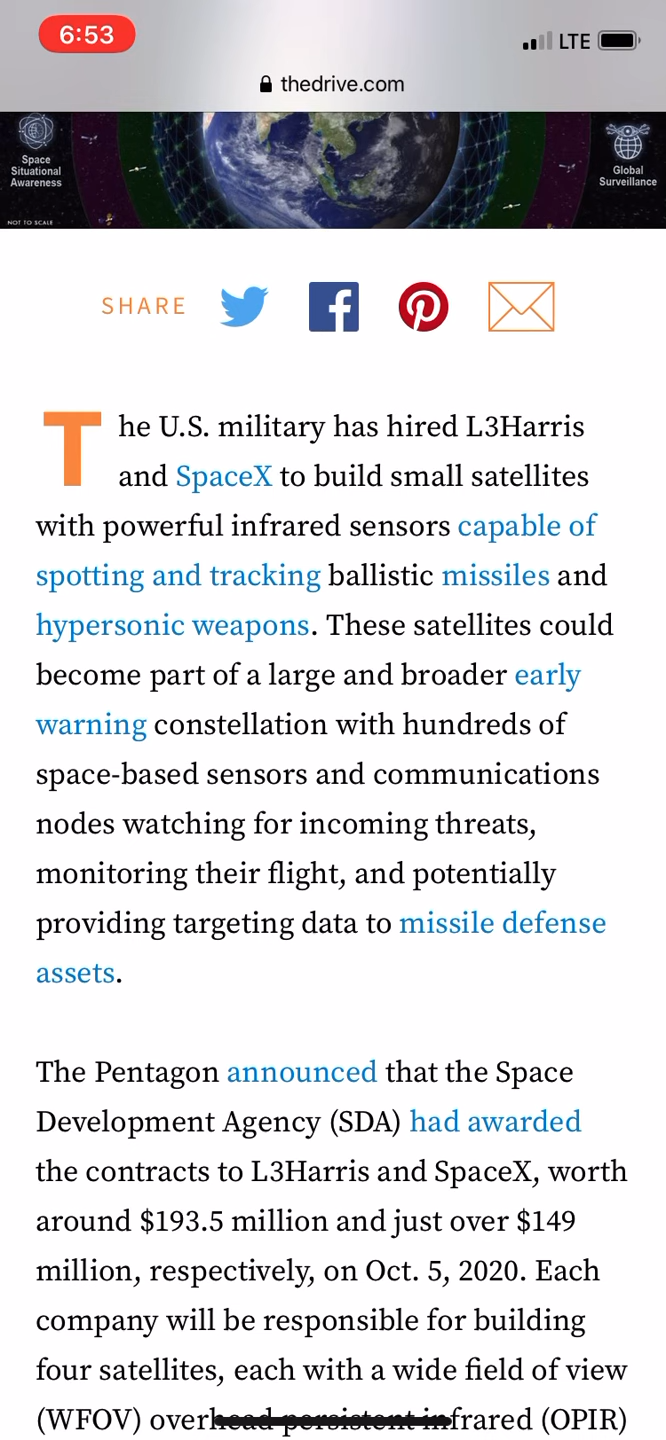 6:53
LTE
thedrive.com
Space
Situational
Awareness
Global
Surveillance
NOT TO SCALE
SHARE
The U.S. military has hired L3Harris
and SpaceX to build small satellites
with powerful infrared sensors capable of
spotting and tracking ballistic missiles and
hypersonic weapons. These satellites could
become part of a large and broader early
warning constellation with hundreds of
space-based sensors and communications
nodes watching for incoming threats,
monitoring their flight, and potentially
providing targeting data to missile defense
assets.
The Pentagon announced that the Space
Development Agency (SDA) had awarded
the contracts to L3Harris and SpaceX, worth
around $193.5 million and just over $149
million, respectively, on Oct. 5, 2020. Each
company will be responsible for building
four satellites, each with a wide field of view
(WFOV) overhead persistent infrared (OPIR)